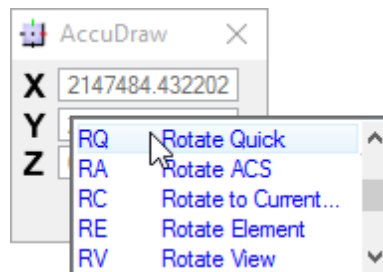 AccuDraw
X 2147484.432202
Y
Z
RQ Rotate Quick
RA Rotate ACS
RC Rotate to Current...
RE Rotate Element
RV Rotate View